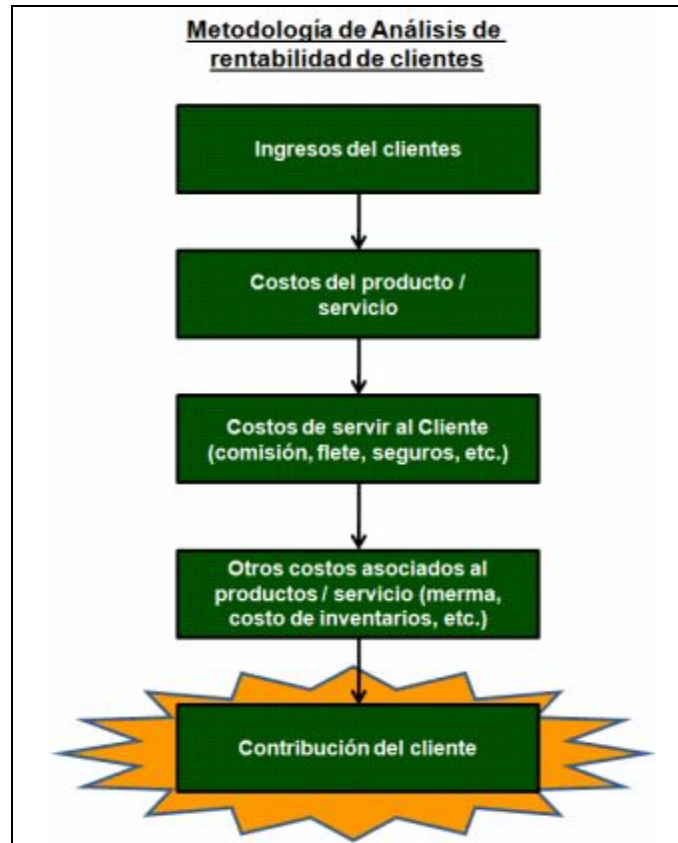 Metodología de Análisis de
rentabilidad de clientes
Ingresos del clientes
Costos del producto /
servicio
Costos de servir al Cliente
(comisión, flete, seguros, etc.)
Otros costos asociados al
productos / servicio (merma,
costo de inventarios, etc.)
Contribución del cliente